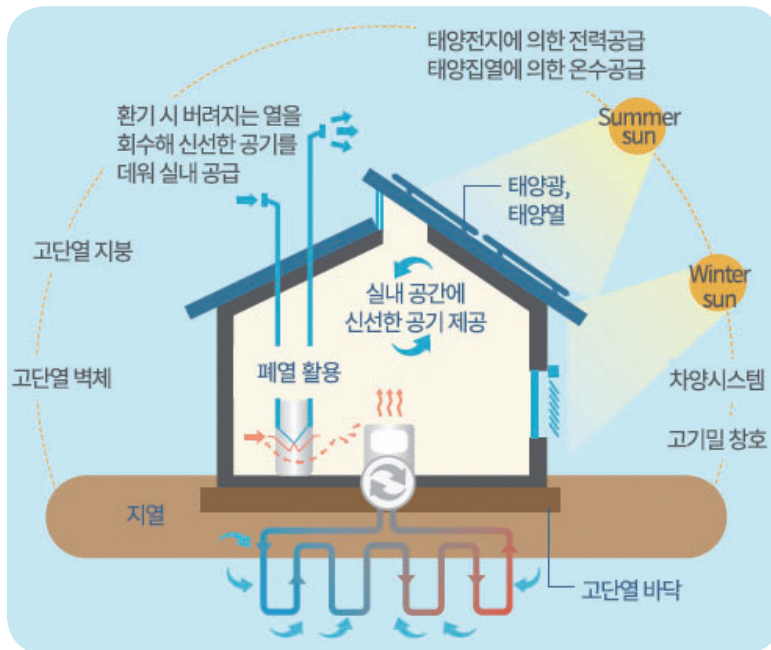 태양전지에 의한 전력공급
태양집열에 의한 온수공급
환기 시 버려지는 열을
회수해 신선한 공기를
데워 실내 공급
Summer
sun
태양광,
태양열
고단열 지붕
Winter
sun
실내 공간에
신선한 공기 제공
고단열 벽체
폐열 활용
차양시스템
고기밀 창호
지열
고단열 바닥